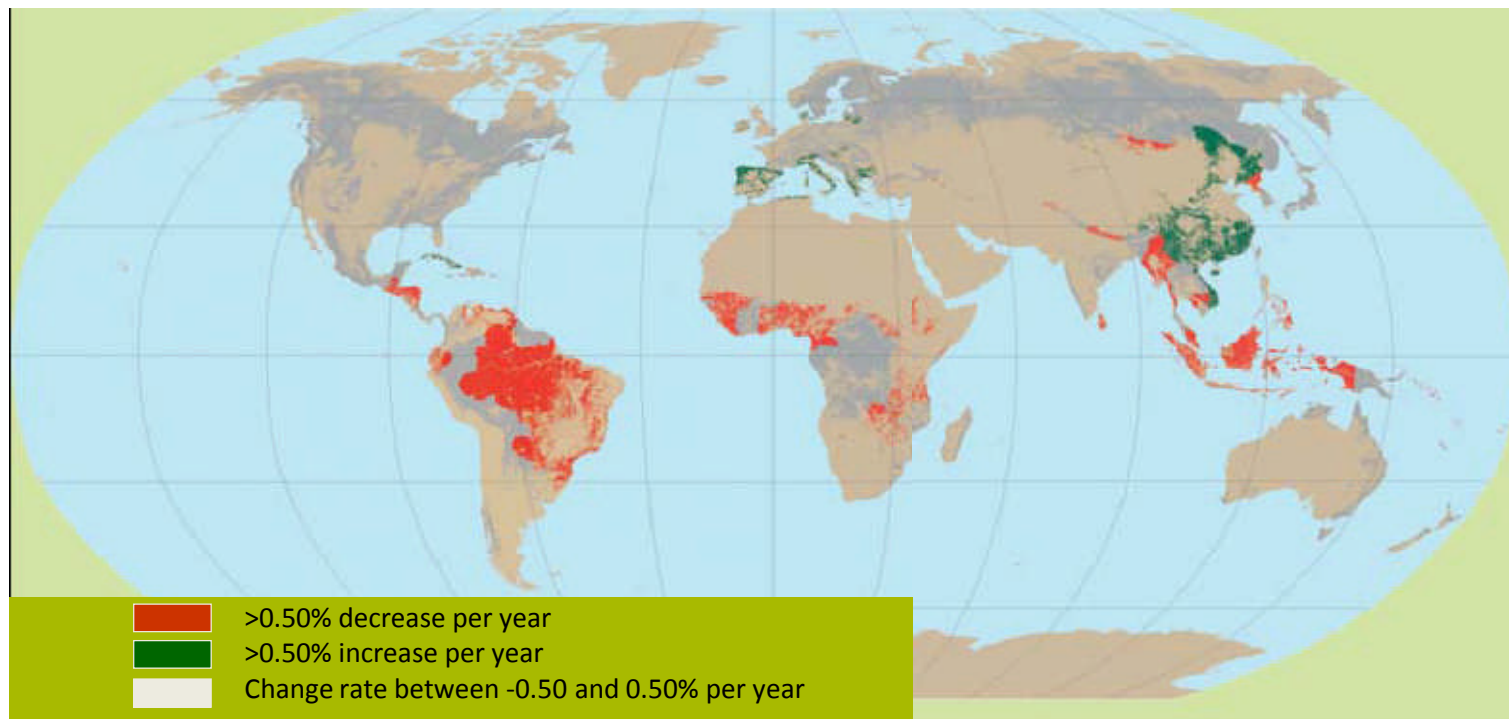 >0.50% decrease per year
>0.50% increase per year
Change rate between -0.50 and 0.50% per year